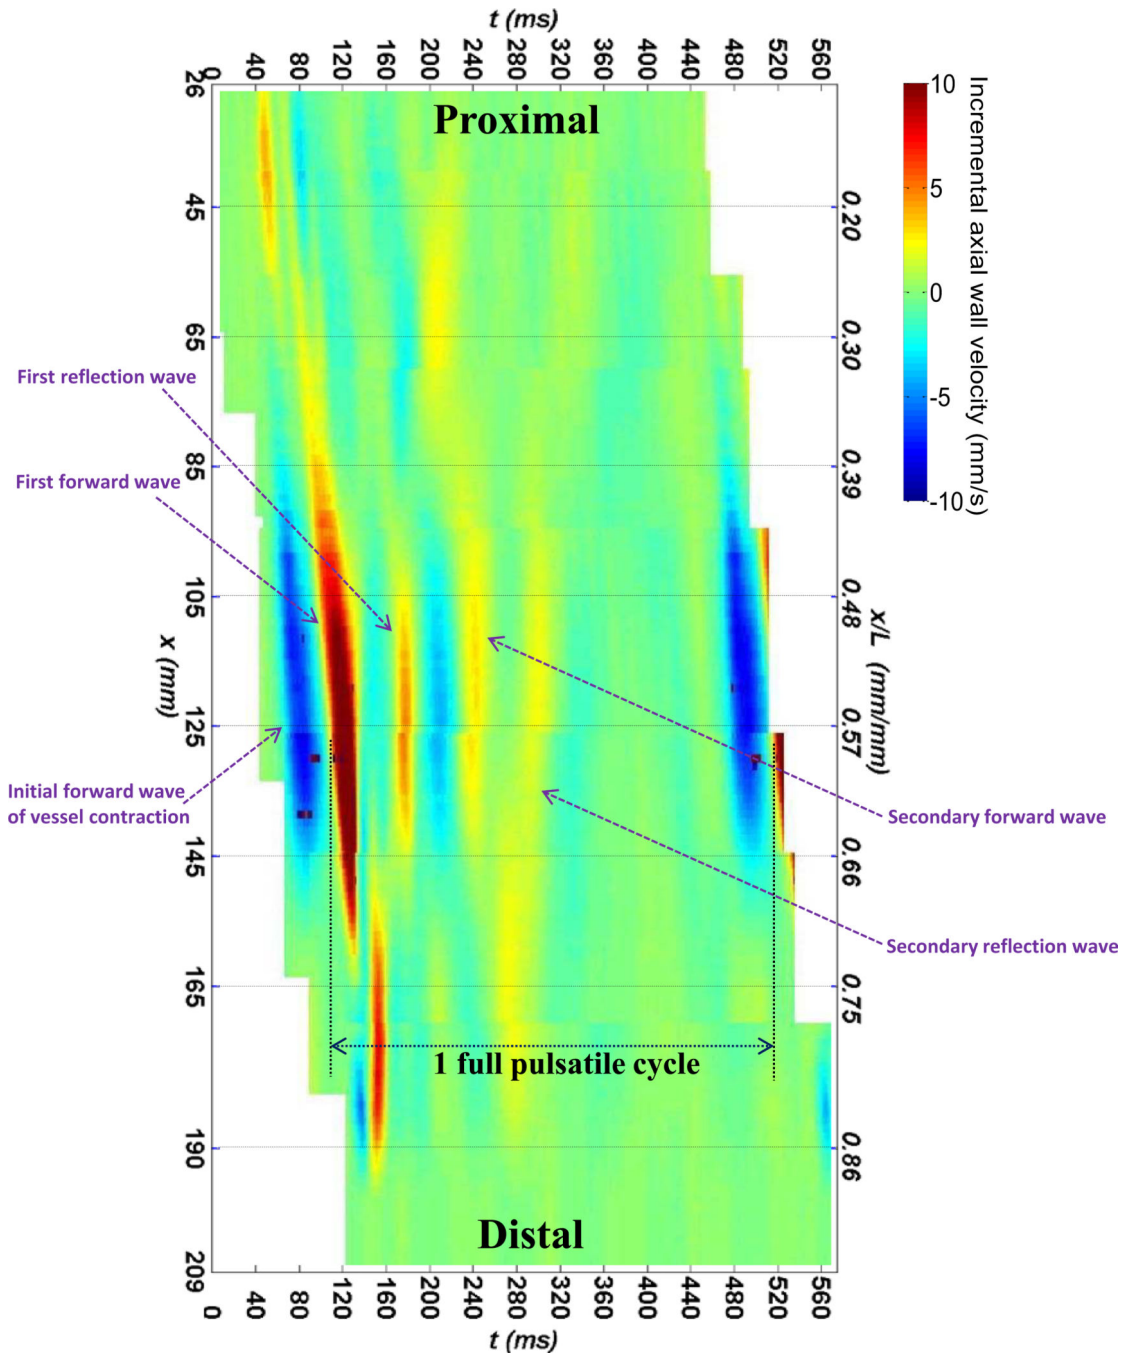 t (ms)
0 40 80 120 160 200 240 280 320 360 400 440 480 520 560
10
5
0
-5
-10
Incremental axial wall velocity (mm/s)
Proximal
26
45
65
85
105
125
145
165
190
209
x (mm)
0.20
0.30
0.39
0.48
0.57
0.66
0.75
0.86
x/L (mm/mm)
First reflection wave
First forward wave
Initial forward wave
of vessel contraction
Secondary forward wave
Secondary reflection wave
1 full pulsatile cycle
Distal
0 40 80 120 160 200 240 280 320 360 400 440 480 520 560
t (ms)